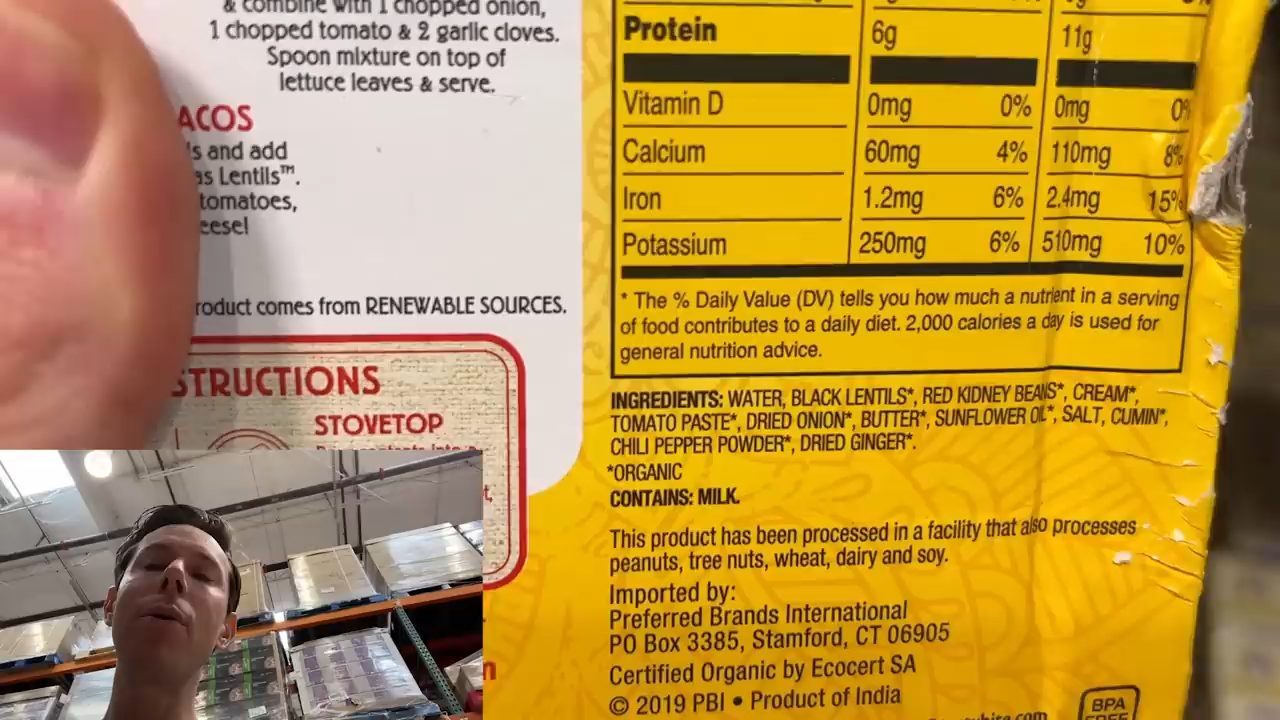 & combine with 1 chopped onion,
1 chopped tomato & 2 garlic cloves.
Spoon mixture on top of
lettuce leaves & serve.
ACOS
ls and add
as Lentils™.
tomatoes,
eese!
roduct comes from RENEWABLE SOURCES.
STRUCTIONS
STOVETOP
Protein 6g 11g
Vitamin D 0mg 0% 0mg 0%
Calcium 60mg 4% 110mg 8%
Iron 1.2mg 6% 2.4mg 15%
Potassium 250mg 6% 510mg 10%
* The % Daily Value (DV) tells you how much a nutrient in a serving
of food contributes to a daily diet. 2,000 calories a day is used for
general nutrition advice.
INGREDIENTS: WATER, BLACK LENTILS*, RED KIDNEY BEANS*, CREAM*,
TOMATO PASTE*, DRIED ONION*, BUTTER*, SUNFLOWER OIL*, SALT, CUMIN*,
CHILI PEPPER POWDER*, DRIED GINGER*.
*ORGANIC
CONTAINS: MILK.
This product has been processed in a facility that also processes
peanuts, tree nuts, wheat, dairy and soy.
Imported by:
Preferred Brands International
PO Box 3385, Stamford, CT 06905
Certified Organic by Ecocert SA
© 2019 PBI • Product of India
BPA
FREE